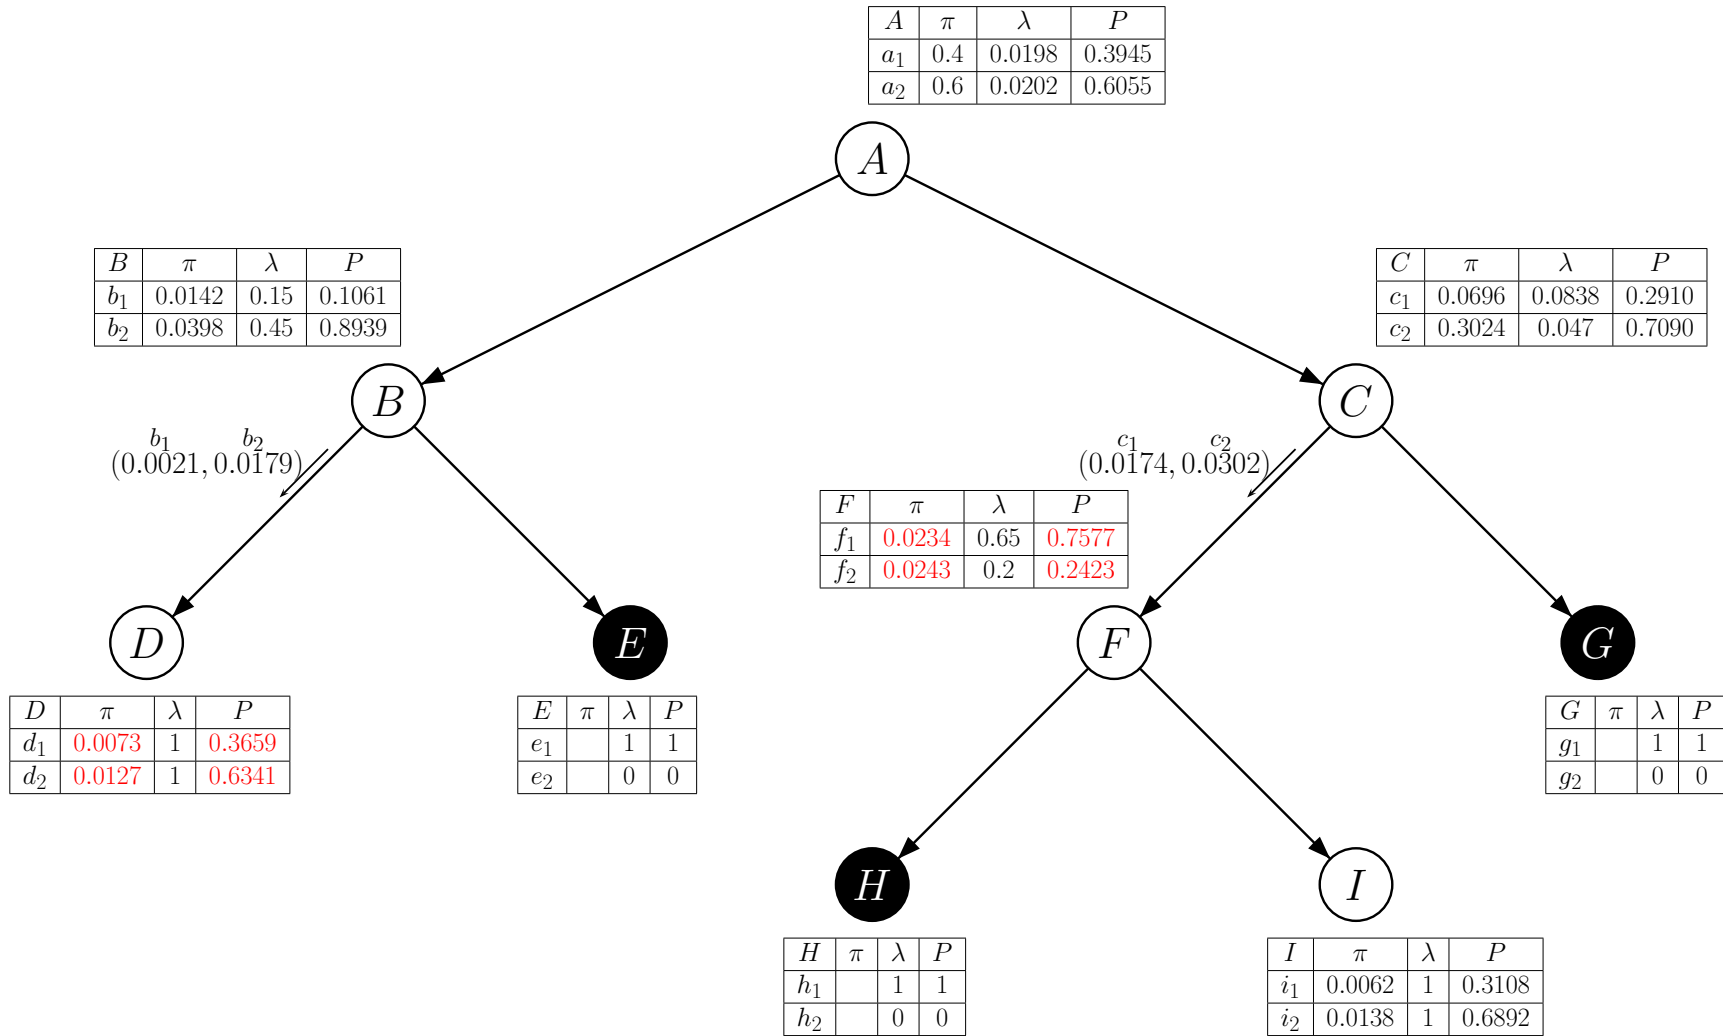 A π λ P
a₁ 0.4 0.0198 0.3945
a₂ 0.6 0.0202 0.6055
A
B π λ P
b₁ 0.0142 0.15 0.1061
b₂ 0.0398 0.45 0.8939
C π λ P
c₁ 0.0696 0.0838 0.2910
c₂ 0.3024 0.047 0.7090
B
C
b₁ b₂
(0.0021, 0.0179)
c₁ c₂
(0.0174, 0.0302)
F π λ P
f₁ 0.0234 0.65 0.7577
f₂ 0.0243 0.2 0.2423
D
E
F
G
D π λ P
d₁ 0.0073 1 0.3659
d₂ 0.0127 1 0.6341
E π λ P
e₁ 1 1
e₂ 0 0
G π λ P
g₁ 1 1
g₂ 0 0
H
I
H π λ P
h₁ 1 1
h₂ 0 0
I π λ P
i₁ 0.0062 1 0.3108
i₂ 0.0138 1 0.6892